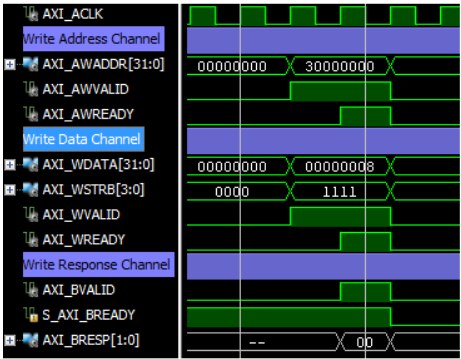 AXI_ACLK
Write Address Channel
AXI_AWADDR[31:0] 00000000 30000000
AXI_AWVALID
AXI_AWREADY
Write Data Channel
AXI_WDATA[31:0] 00000000 00000008
AXI_WSTRB[3:0] 0000 1111
AXI_WVALID
AXI_WREADY
Write Response Channel
AXI_BVALID
S_AXI_BREADY
AXI_BRESP[1:0] -- 00